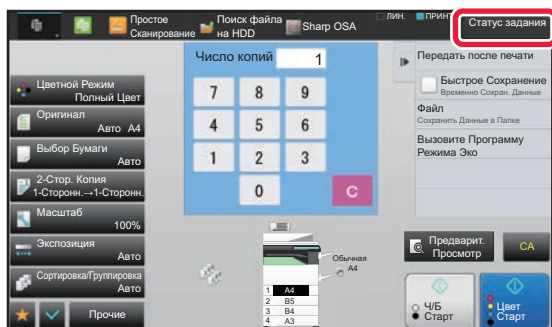 Простое
Сканирование
Поиск файла
на HDD
Sharp OSA
ЛИН.
ПРИНТ
Статус задания
Число копий
1
Передать после печати
Быстрое Сохранение
Временно Сохран. Данные
Файл
Сохранить Данные в Папке
Вызовите Программу
Режима Эко
Цветной Режим
Полный Цвет
Оригинал
Авто A4
Выбор Бумаги
Авто
2-Стор. Копия
1-Сторонн.→1-Сторонн.
Масштаб
100%
Экспозиция
Авто
Сортировка/Группировка
Авто
Прочие
7 8 9
4 5 6
1 2 3
0 C
Обычная
A4
1 A4
2 B5
3 B4
4 A3
Предварит.
Просмотр
CA
Ч/Б
Старт
Цвет
Старт